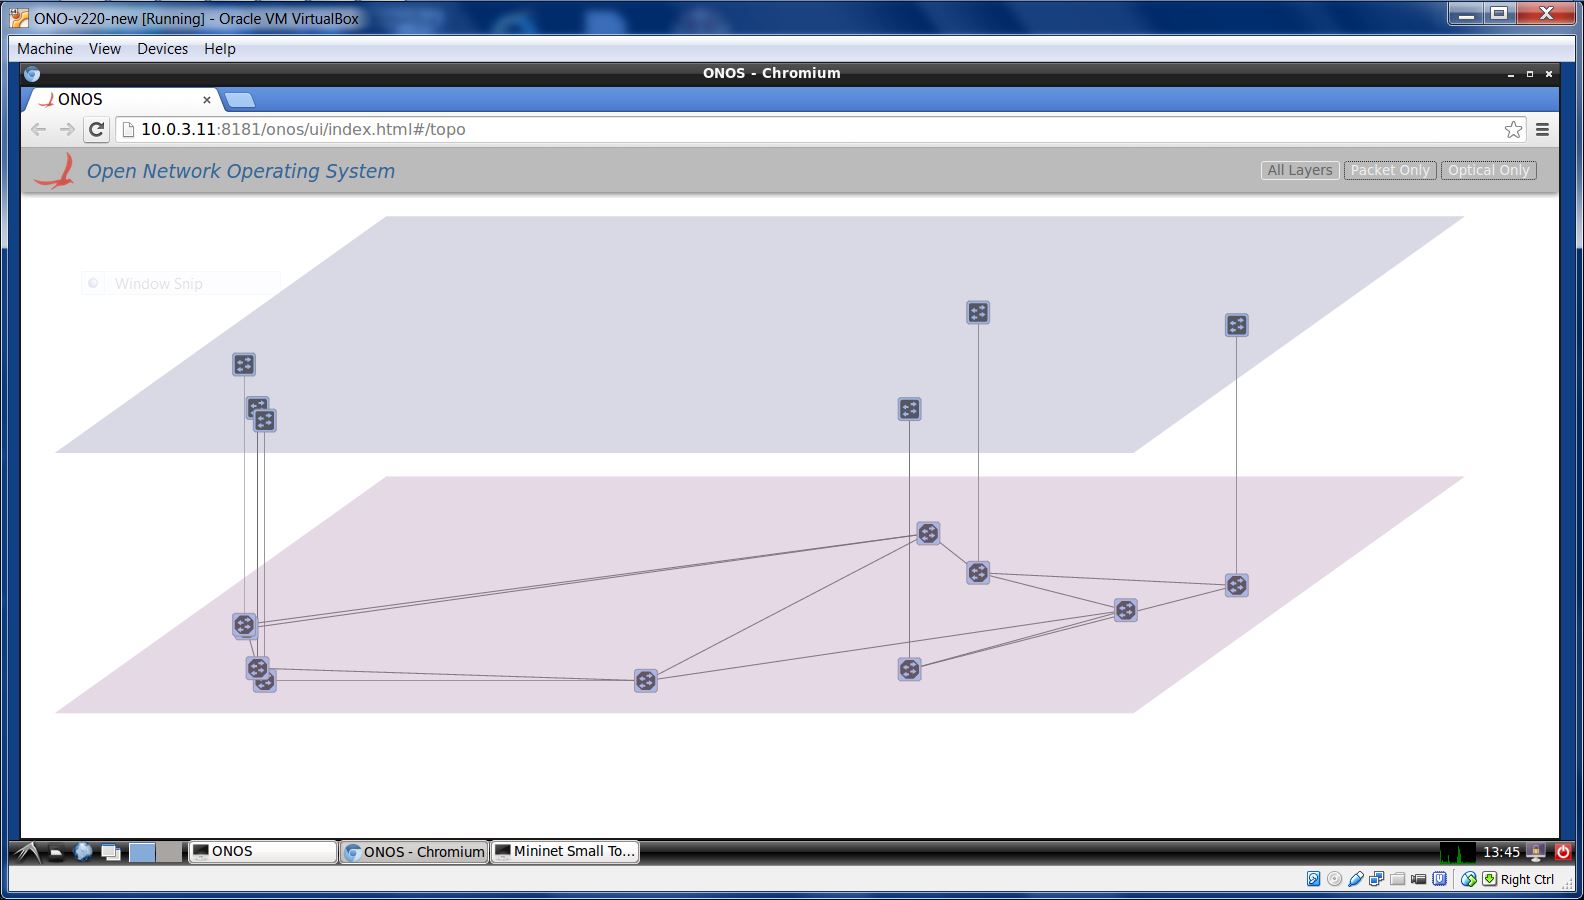 ONO-v220-new [Running] - Oracle VM VirtualBox
Machine View Devices Help
ONOS - Chromium
ONOS
10.0.3.11:8181/onos/ui/index.html#/topo
Open Network Operating System
All Layers Packet Only Optical Only
Window Snip
ONOS ONOS - Chromium Mininet Small To... 13:45
Right Ctrl